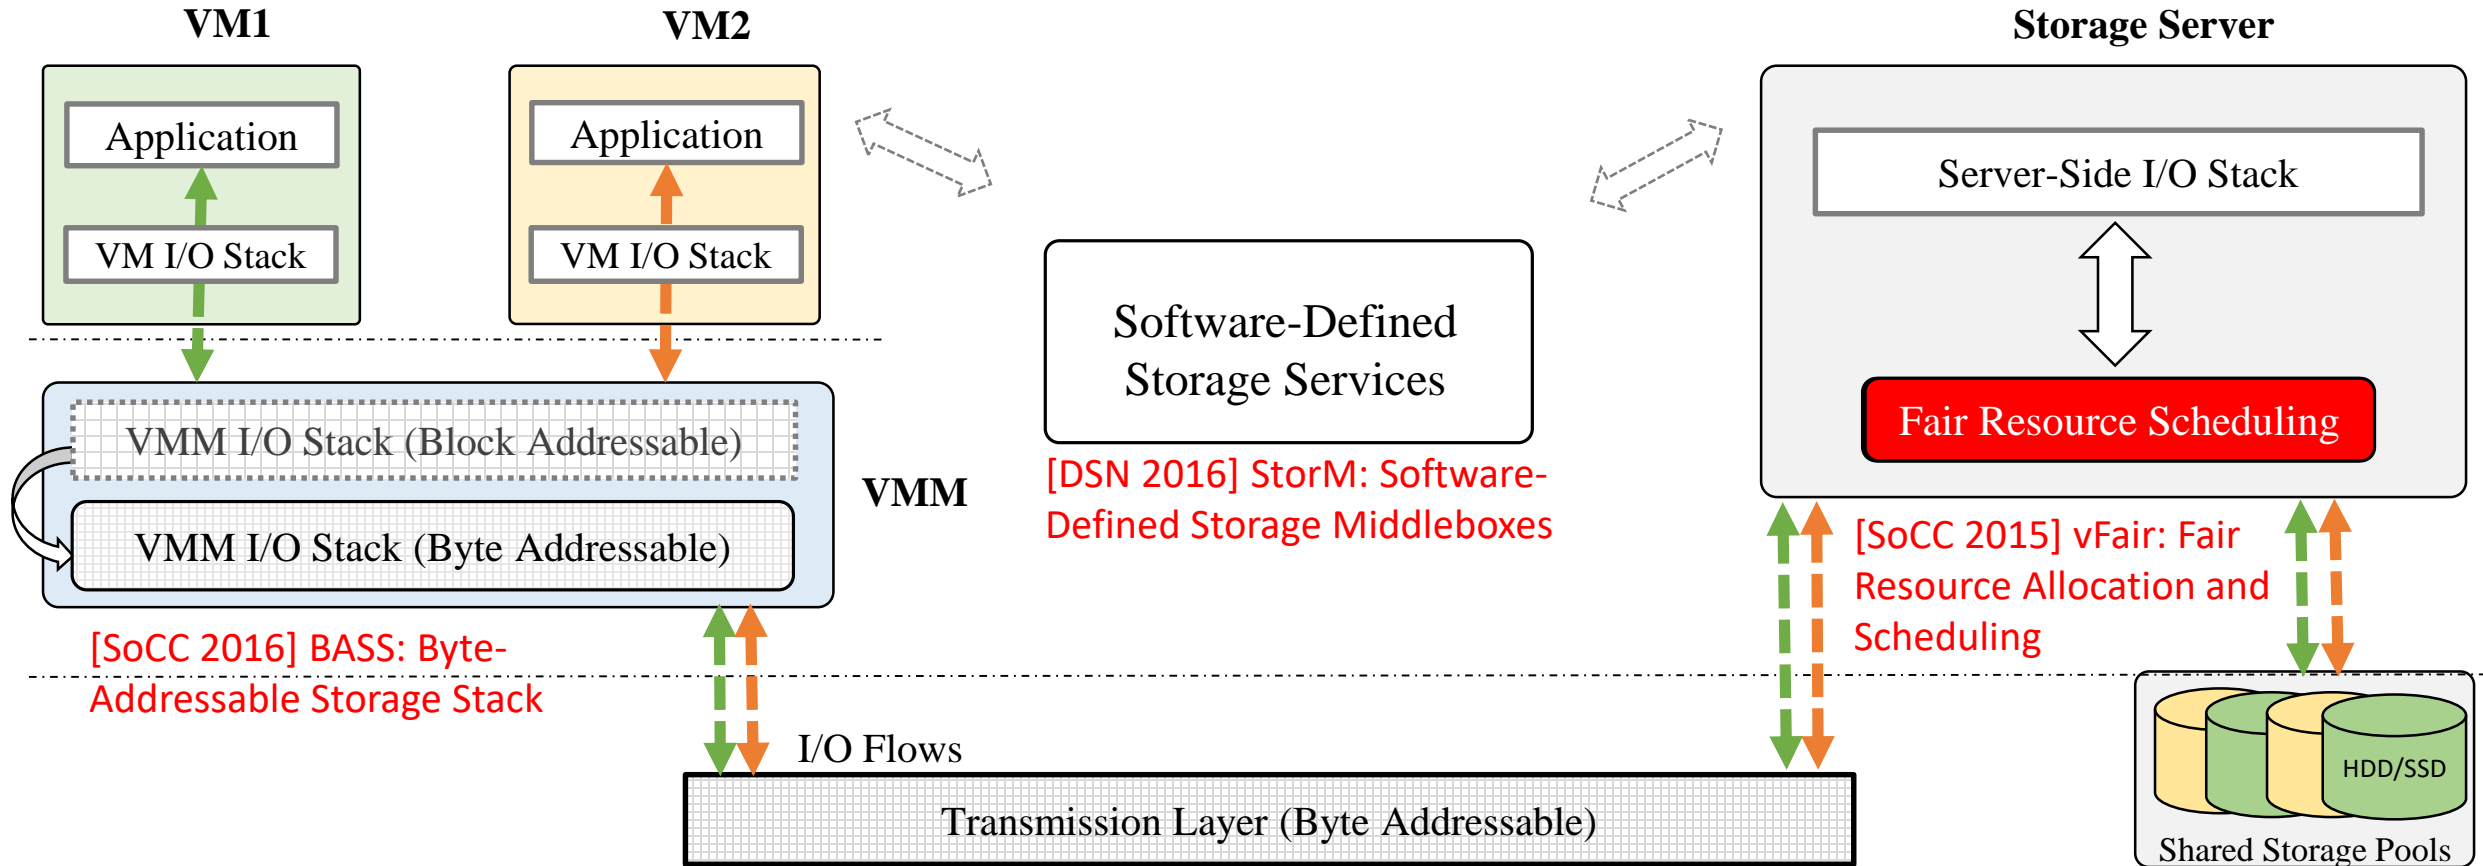 VM1
VM2
Storage Server
Application
Application
Server-Side I/O Stack
VM I/O Stack
VM I/O Stack
Software-Defined
Storage Services
Fair Resource Scheduling
VMM I/O Stack (Block Addressable)
VMM
VMM I/O Stack (Byte Addressable)
[DSN 2016] StorM: Software-
Defined Storage Middleboxes
[SoCC 2015] vFair: Fair
Resource Allocation and
Scheduling
[SoCC 2016] BASS: Byte-
Addressable Storage Stack
I/O Flows
HDD/SSD
Transmission Layer (Byte Addressable)
Shared Storage Pools